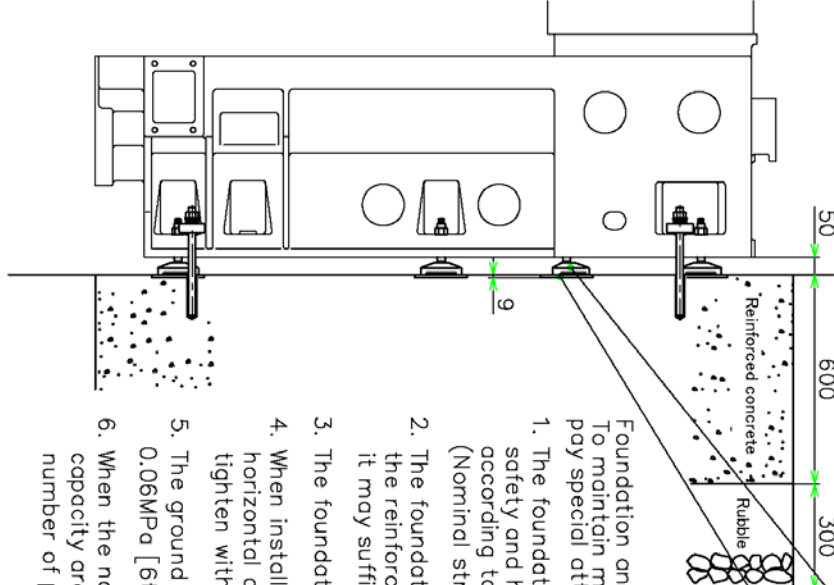 50
600
300
9
Reinforced concrete
Rubble
Foundation an
To maintain m
pay special at
1. The foundat
safety and
according to
(Nominal st
2. The foundat
the reinforc
it may suffi
3. The foundat
4. When install
horizontal
tighten with
5. The ground
0.06MPa [6
6. When the
capacity ar
number of